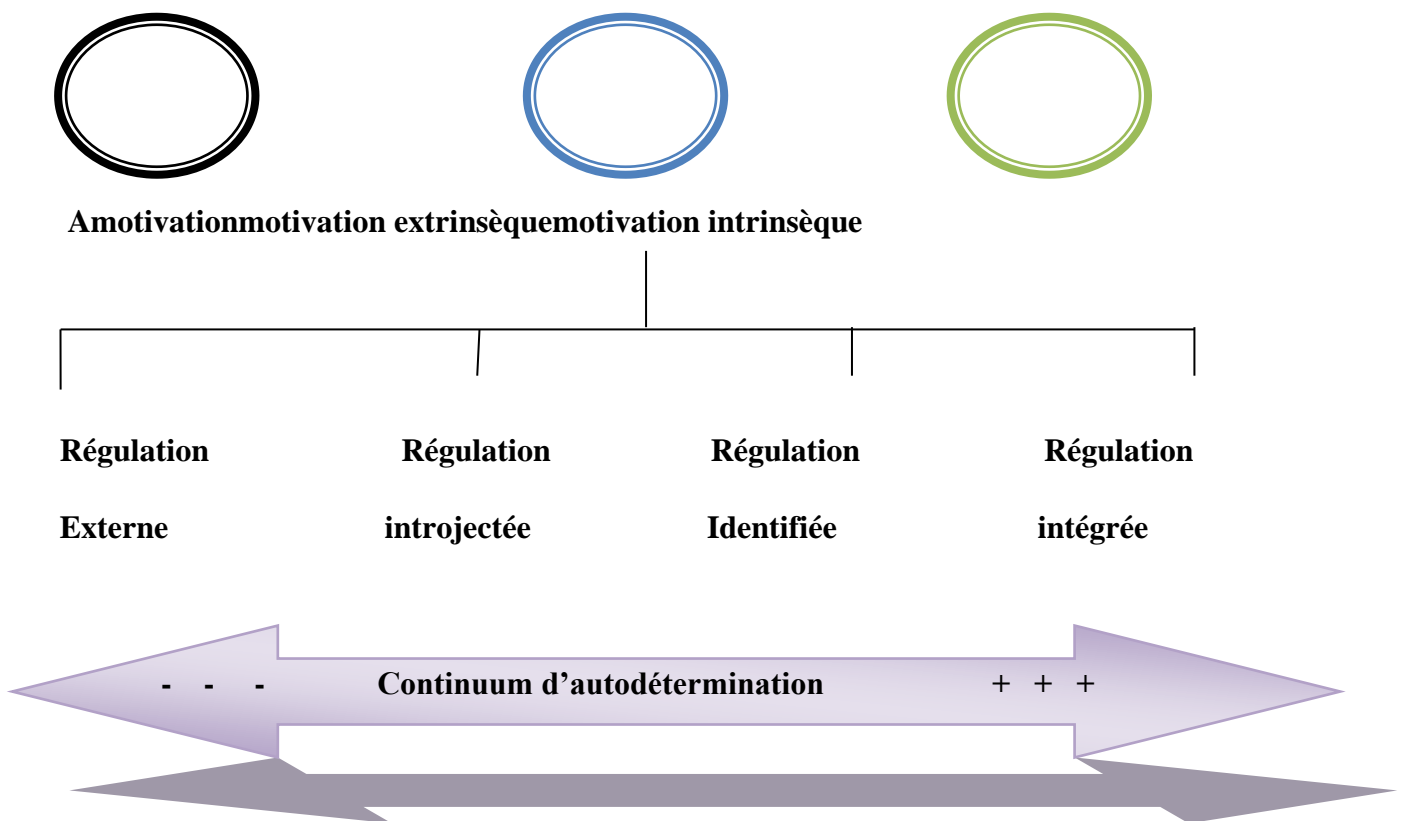 Amotivationmotivation extrinsèquemotivation intrinsèque
Régulation Régulation Régulation Régulation
Externe introjectée Identifiée intégrée
- - - Continuum d’autodétermination + + +